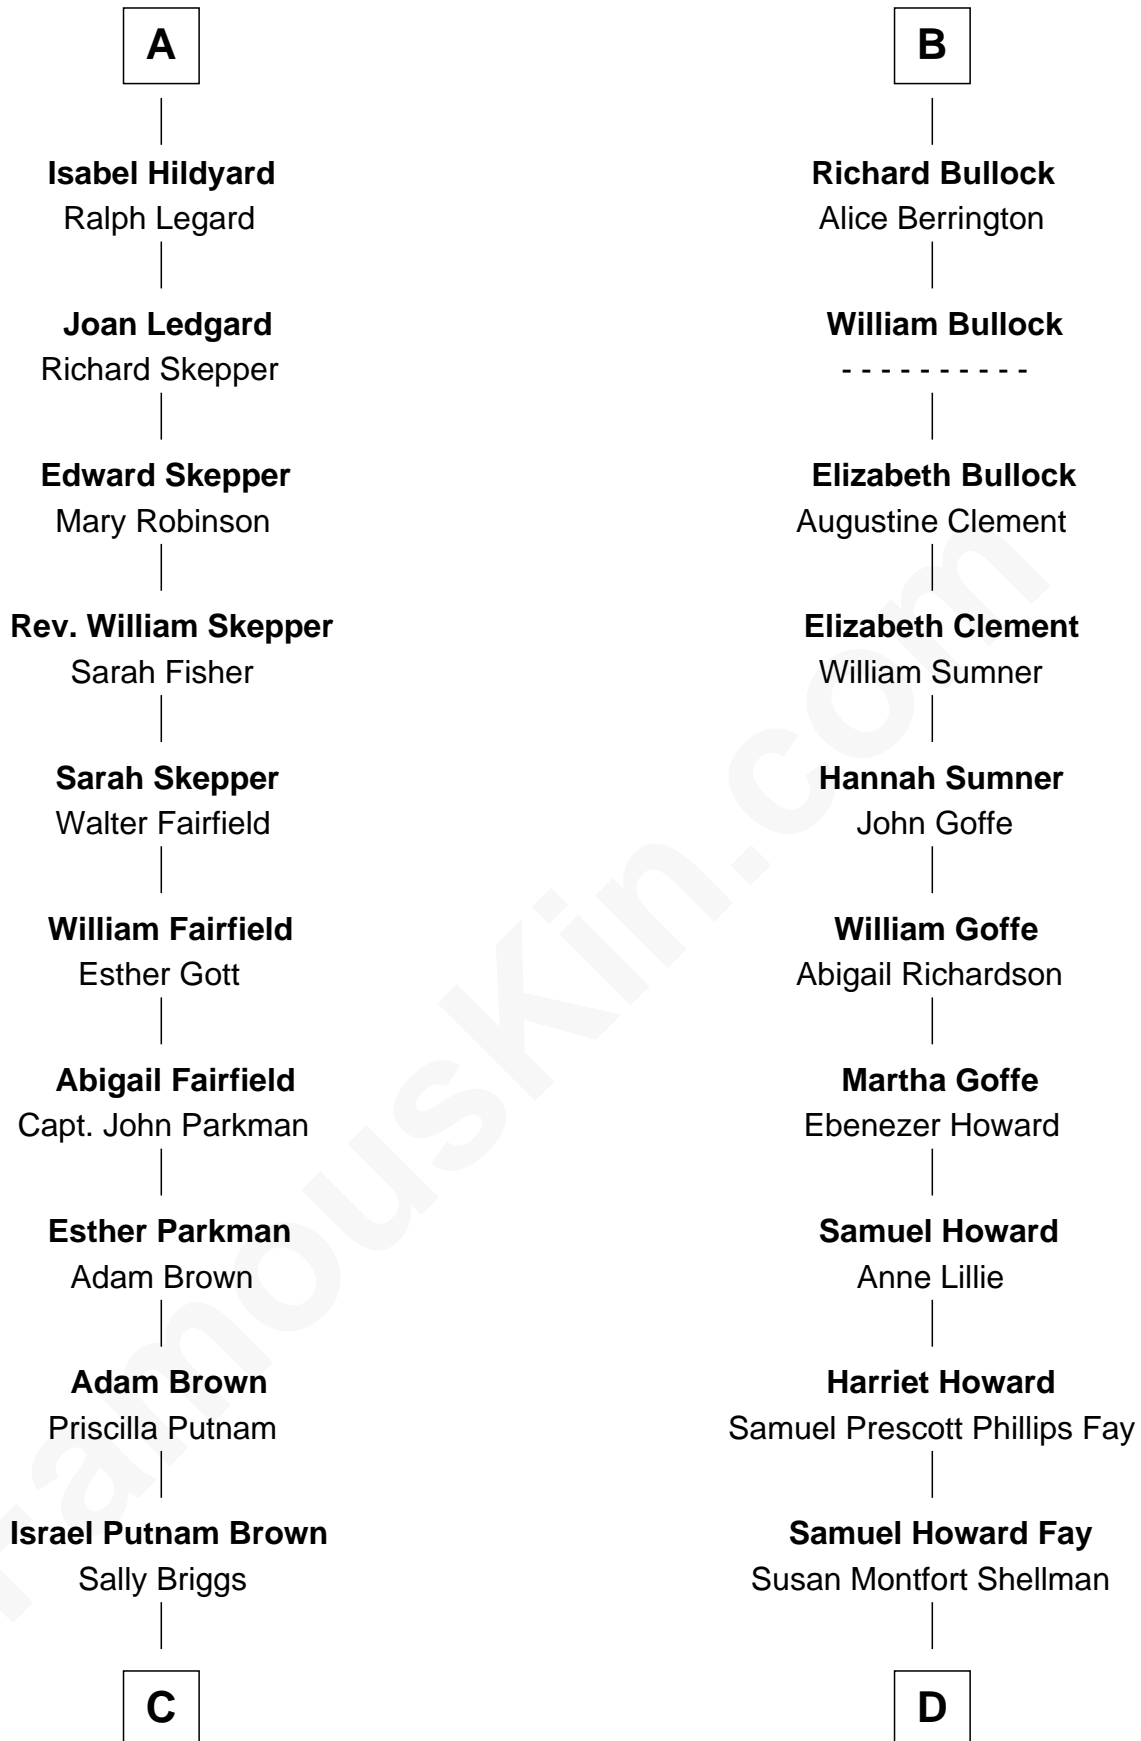 A
Isabel Hildyard
Ralph Legard
Joan Ledgard
Richard Skepper
Edward Skepper
Mary Robinson
Rev. William Skepper
Sarah Fisher
Sarah Skepper
Walter Fairfield
William Fairfield
Esther Gott
Abigail Fairfield
Capt. John Parkman
Esther Parkman
Adam Brown
Adam Brown
Priscilla Putnam
Israel Putnam Brown
Sally Briggs
C
B
Richard Bullock
Alice Berrington
William Bullock
- - - - - - - - - -
Elizabeth Bullock
Augustine Clement
Elizabeth Clement
William Sumner
Hannah Sumner
John Goffe
William Goffe
Abigail Richardson
Martha Goffe
Ebenezer Howard
Samuel Howard
Anne Lillie
Harriet Howard
Samuel Prescott Phillips Fay
Samuel Howard Fay
Susan Montfort Shellman
D
FamousKin.com